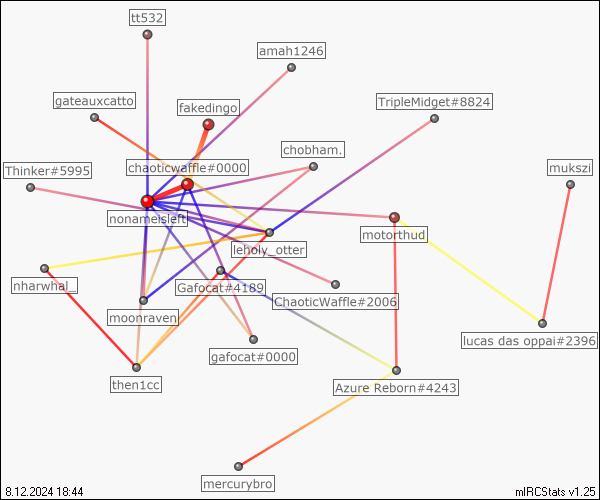 tt532
amah1246
gateauxcatto
fakedingo
TripleMidget#8824
chobham.
Thinker#5995
chaoticwaffle#0000
mukszi
nonameisleft
motorthud
leholy_otter
nharwhal_
Gafocat#4189
ChaoticWaffle#2006
moonraven
lucas das oppai#2396
gafocat#0000
then1cc
Azure Reborn#4243
mercurybro
8.12.2024 18:44
mIRCStats v1.25